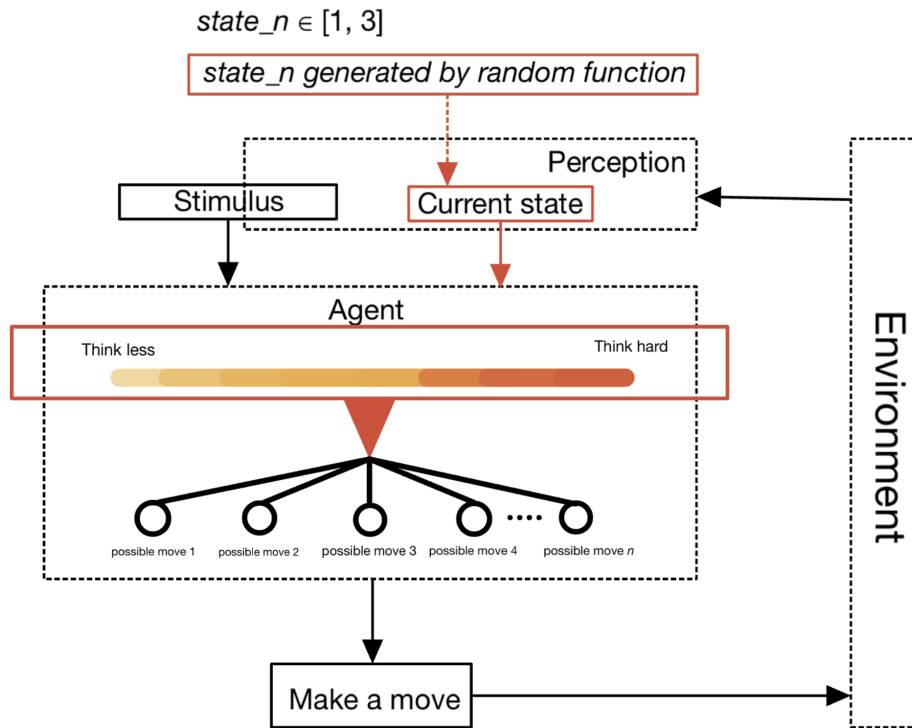 state_n ∈ [1, 3]
state_n generated by random function
Perception
Stimulus
Current state
Agent
Think less
Think hard
possible move 1
possible move 2
possible move 3
possible move 4
possible move n
Make a move
Environment